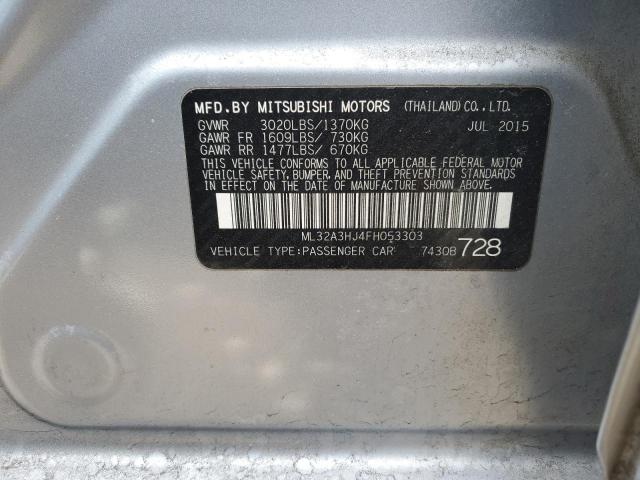 MFD.BY MITSUBISHI MOTORS (THAILAND) CO., LTD.
GVWR 3020LBS/1370KG JUL 2015
GAWR FR 1609LBS/ 730KG
GAWR RR 1477LBS/ 670KG
THIS VEHICLE CONFORMS TO ALL APPLICABLE FEDERAL MOTOR
VEHICLE SAFETY, BUMPER, AND THEFT PREVENTION STANDARDS
IN EFFECT ON THE DATE OF MANUFACTURE SHOWN ABOVE.
ML32A3HJ4FH053303
VEHICLE TYPE:PASSENGER CAR 7430B 728